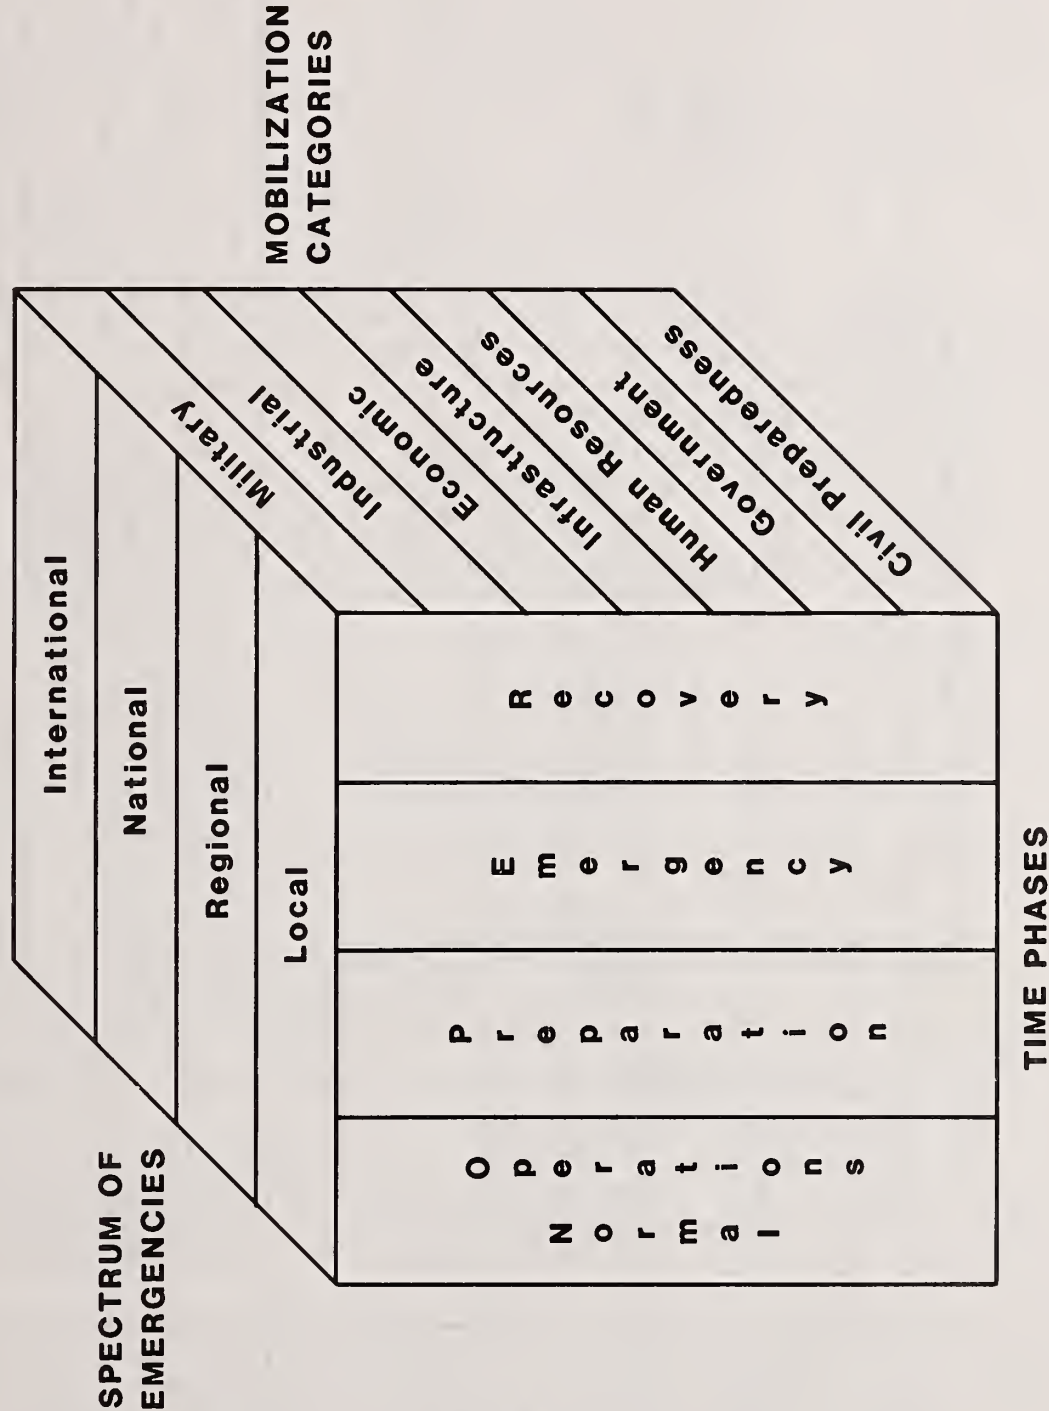 SPECTRUM OF
EMERGENCIES
International
National
Regional
Local
MOBILIZATION
CATEGORIES
Military
Industrial
Economic
Infrastructure
Human Resources
Government
Civil Preparedness
Normal
Operations
Preparation
Emergency
Recovery
TIME PHASES